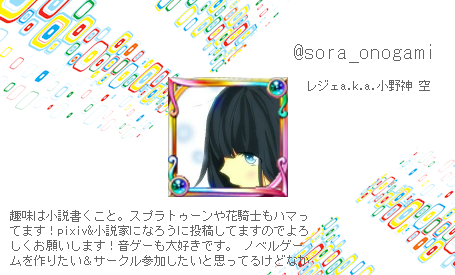 @sora_onogami
レジェa.k.a.小野神 空
趣味は小説書くこと。スプラトゥーンや花騎士もハマっ
てます！pixiv&小説家になろうに投稿してますのでよろ
しくお願いします！音ゲーも大好きです。 ノベルゲー
ムを作りたい＆サークル参加したいと思ってるけどなか